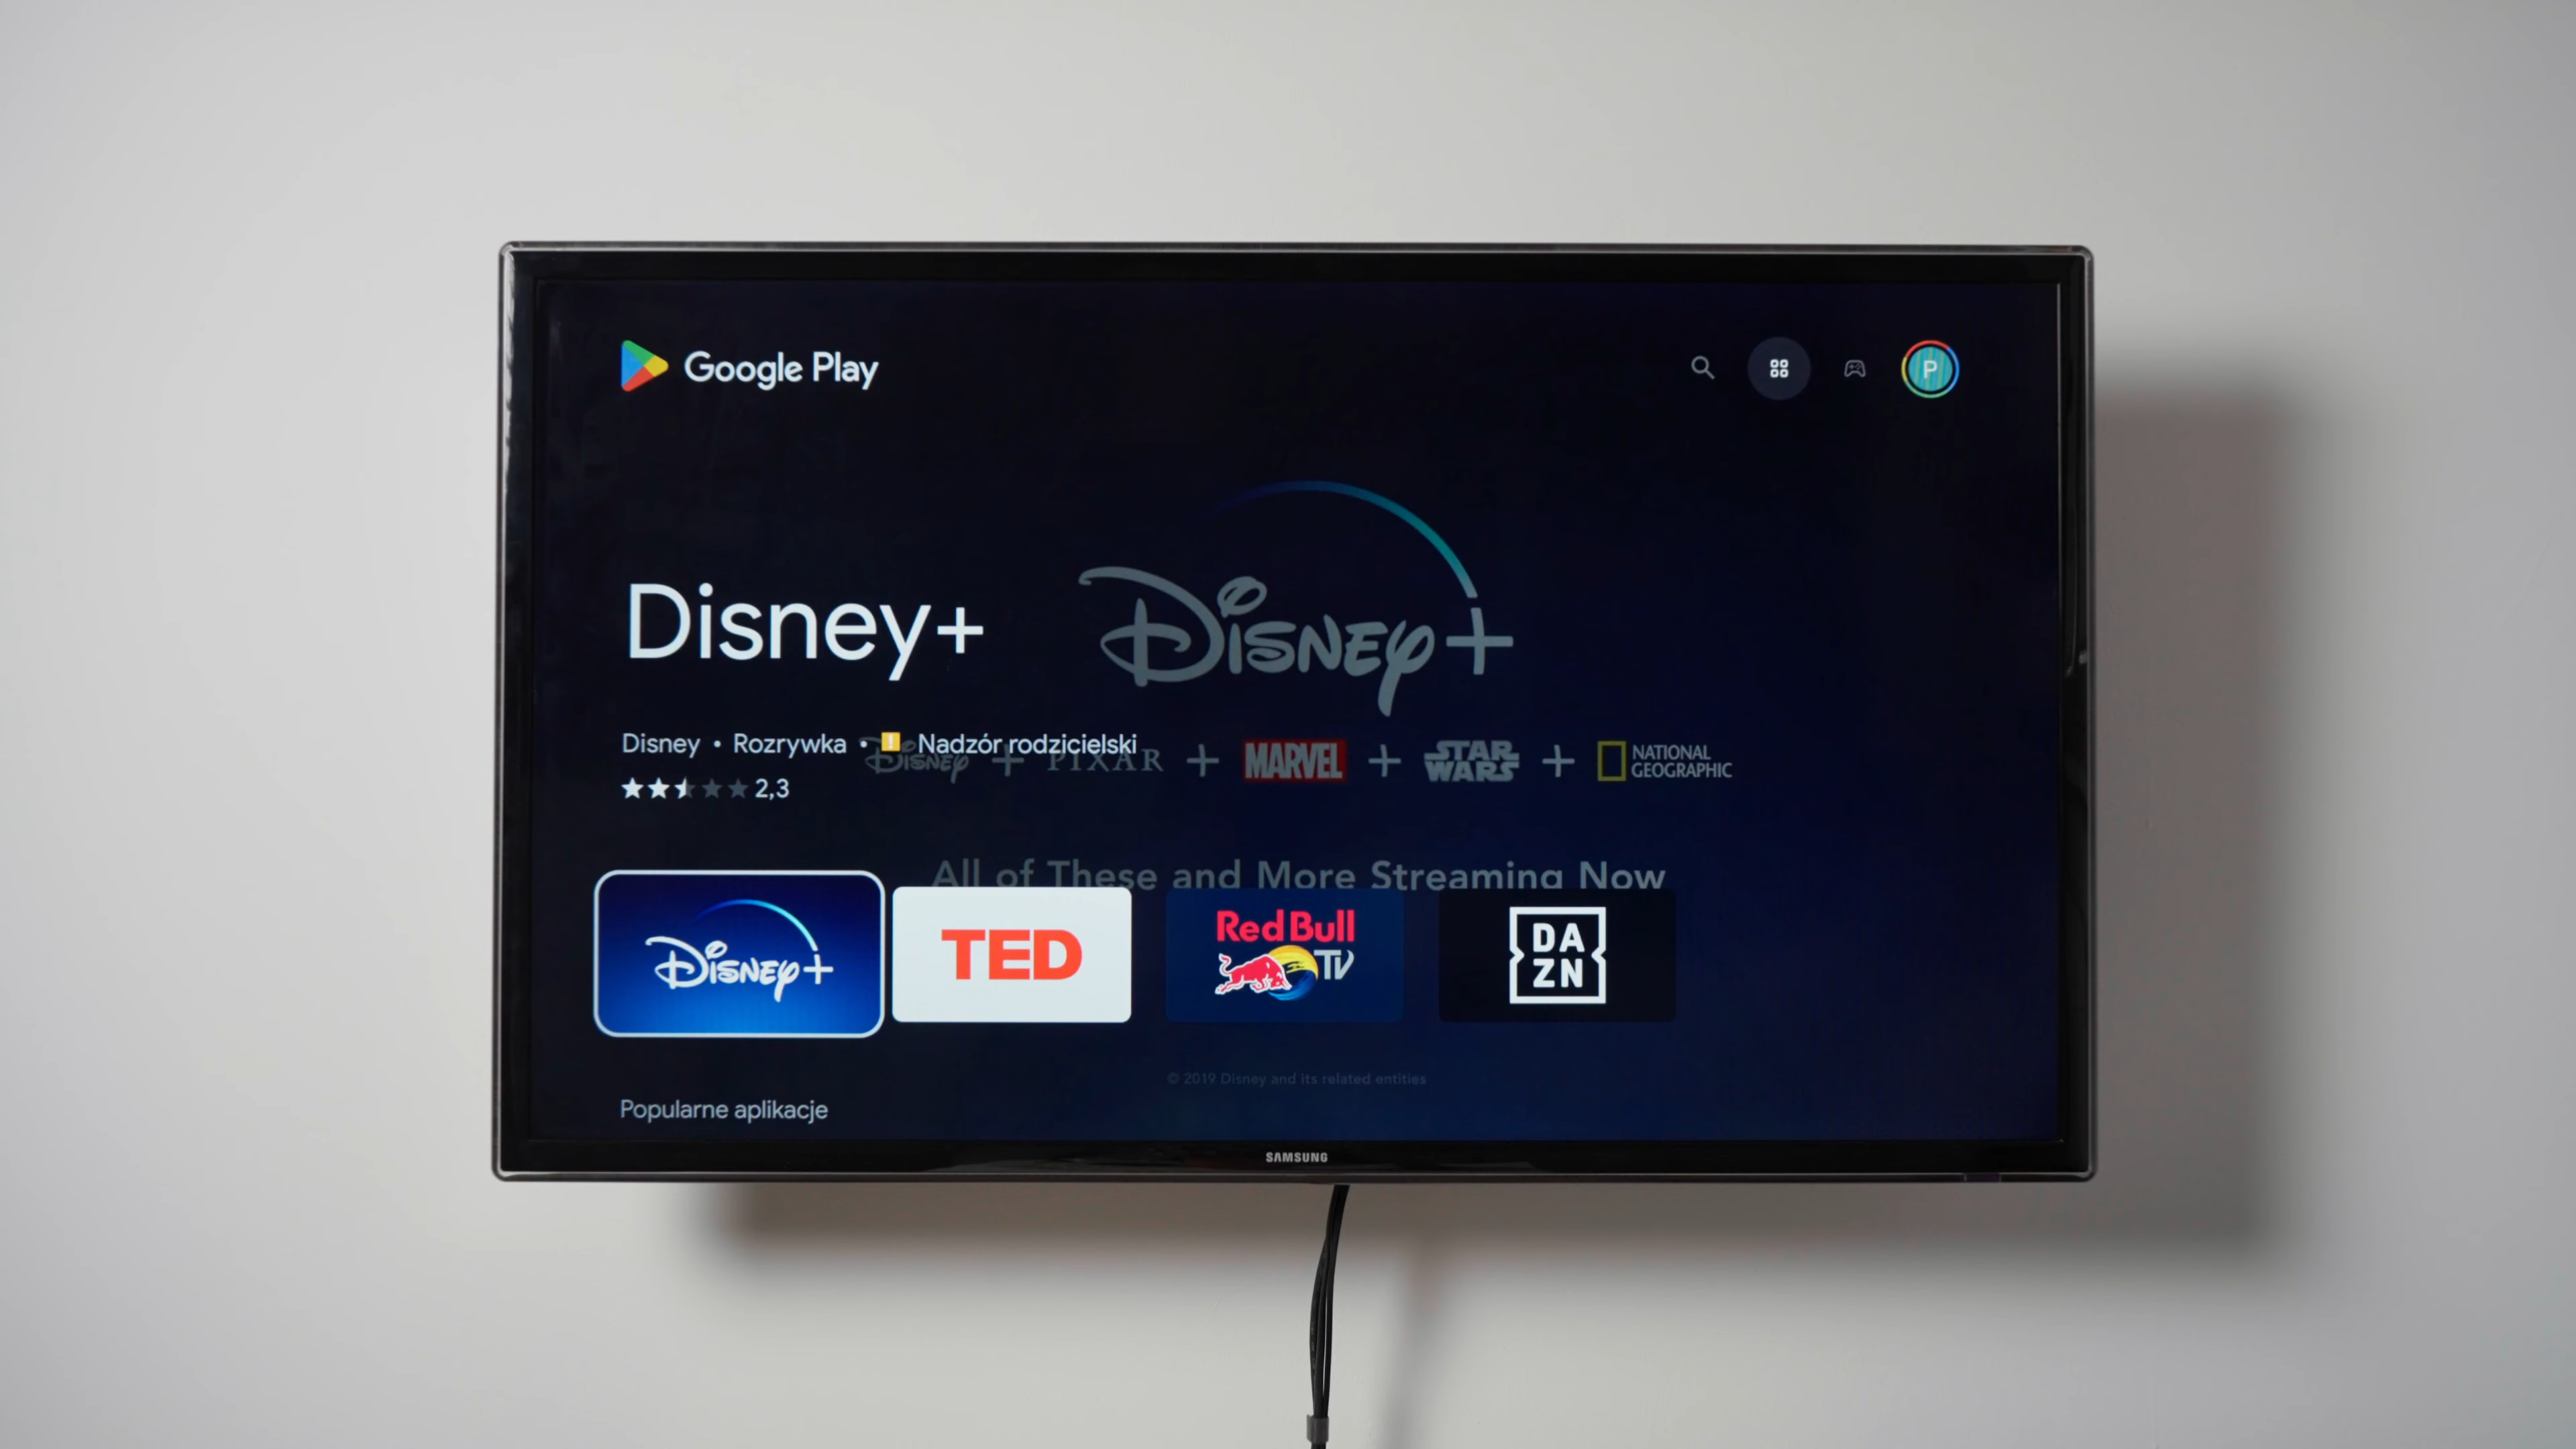 Google Play
P
Disney+
Disney+
Disney • Rozrywka • ! Nadzór rodzicielski
Disney + PIXAR + MARVEL + STAR WARS + NATIONAL GEOGRAPHIC
2,3
All of These and More Streaming Now
Disney+
TED
Red Bull
TV
DA
ZN
© 2019 Disney and its related entities
Popularne aplikacje
SAMSUNG